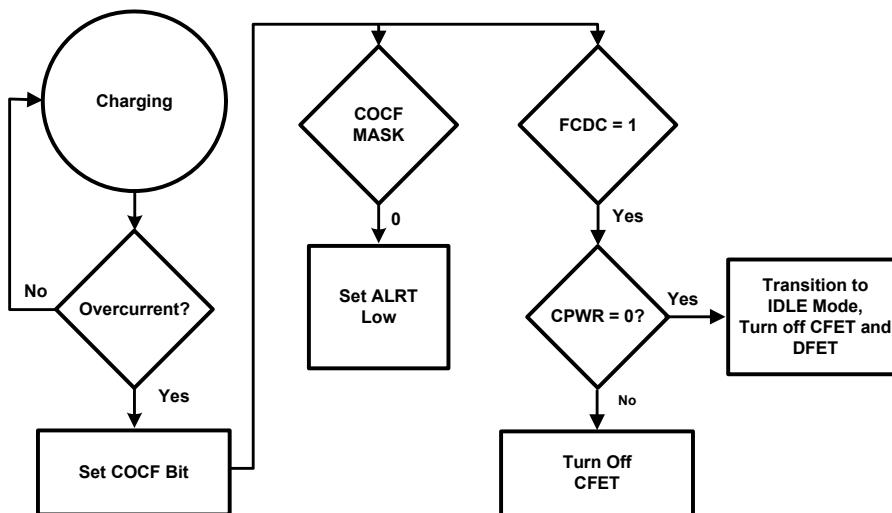 Charging
Overcurrent?
No
Yes
Set COCF Bit
COCF
MASK
0
Set ALRT
Low
FCDC = 1
Yes
CPWR = 0?
Yes
Transition to
IDLE Mode,
Turn off CFET and
DFET
No
Turn Off
CFET